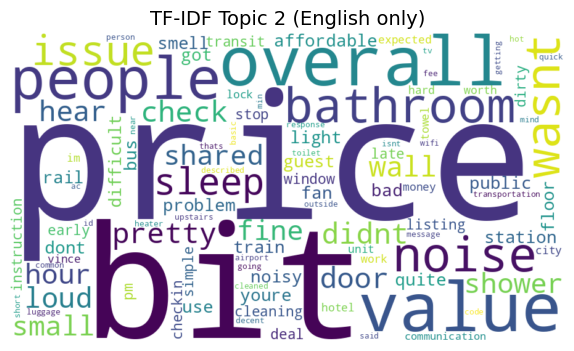 TF-IDF Topic 2 (English only)
person
issue
smell
transit
affordable
expected
tv
hot
got
overall
fee
getting
quick
people
hear
check
lock
stop
bathroom
hard
worth
dirty
wasnt
price
difficult
bus
near
min
response
light
towel
mind
thats
basic
guest
wall
isnt
late
wifi
im
shared
toilet
described
rail
ac
sleep
window
fan
bad
money
public
transportation
floor
instruction
problem
upstairs
outside
early
id
heater
pretty
fine
didnt
listing
message
station
city
dont
vince
bit
train
unit
noise
hour
common
simple
airport
going
noisy
door
work
quite
shower
pm
loud
checkin
use
youre
cleaned
cleaning
hotel
code
value
short
luggage
small
decent
deal
said
communication